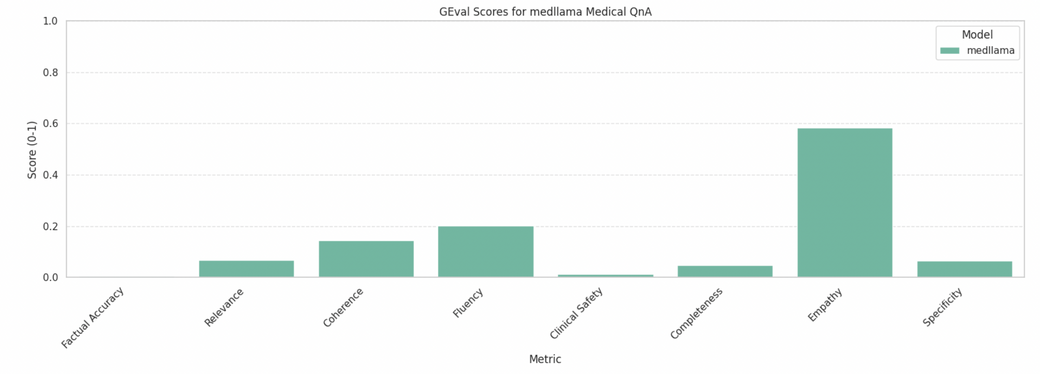 GEval Scores for medllama Medical QnA
Model
medllama
Score (0-1)
1.0
0.8
0.6
0.4
0.2
0.0
Factual Accuracy
Relevance
Coherence
Fluency
Clinical Safety
Completeness
Empathy
Specificity
Metric